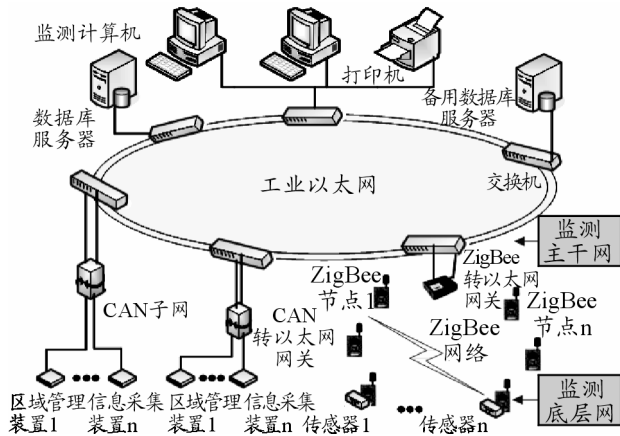 监测计算机
打印机
数据库
服务器
备用数据库
服务器
交换机
工业以太网
监测
主干网
ZigBee
转以太网
网关
ZigBee
节点1
ZigBee
节点n
CAN子网
CAN
转以太网
网关
ZigBee
网络
监测
底层网
区域管理
装置1
信息采集
装置n
区域管理
装置1
信息采集
装置n
传感器1
传感器n